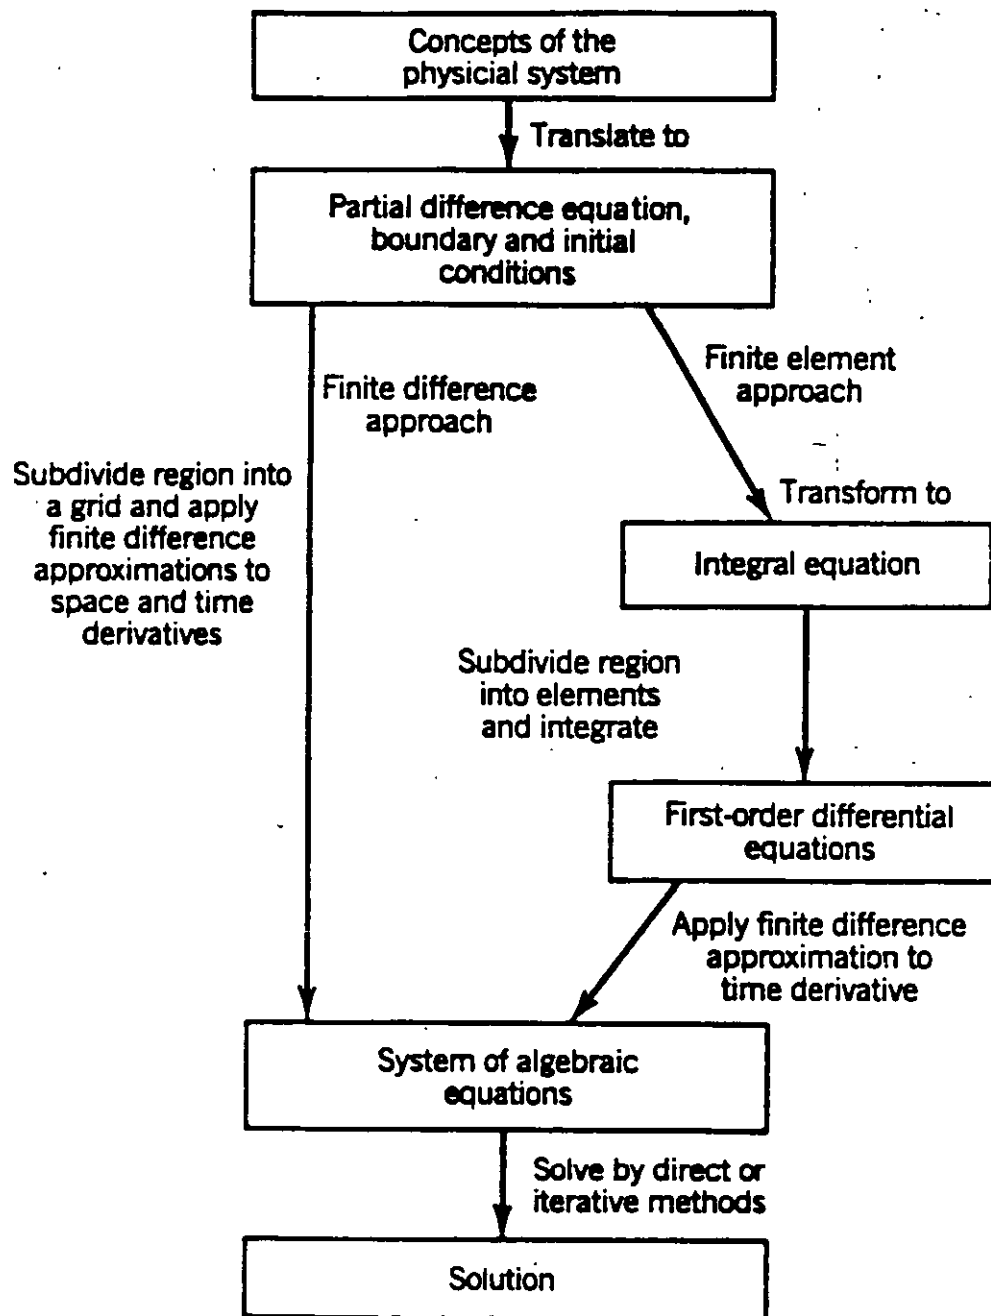 Concepts of the
physicial system
Translate to
Partial difference equation,
boundary and initial
conditions
Finite difference
approach
Finite element
approach
Subdivide region into
a grid and apply
finite difference
approximations to
space and time
derivatives
Transform to
Integral equation
Subdivide region
into elements
and integrate
First-order differential
equations
Apply finite difference
approximation to
time derivative
System of algebraic
equations
Solve by direct or
iterative methods
Solution